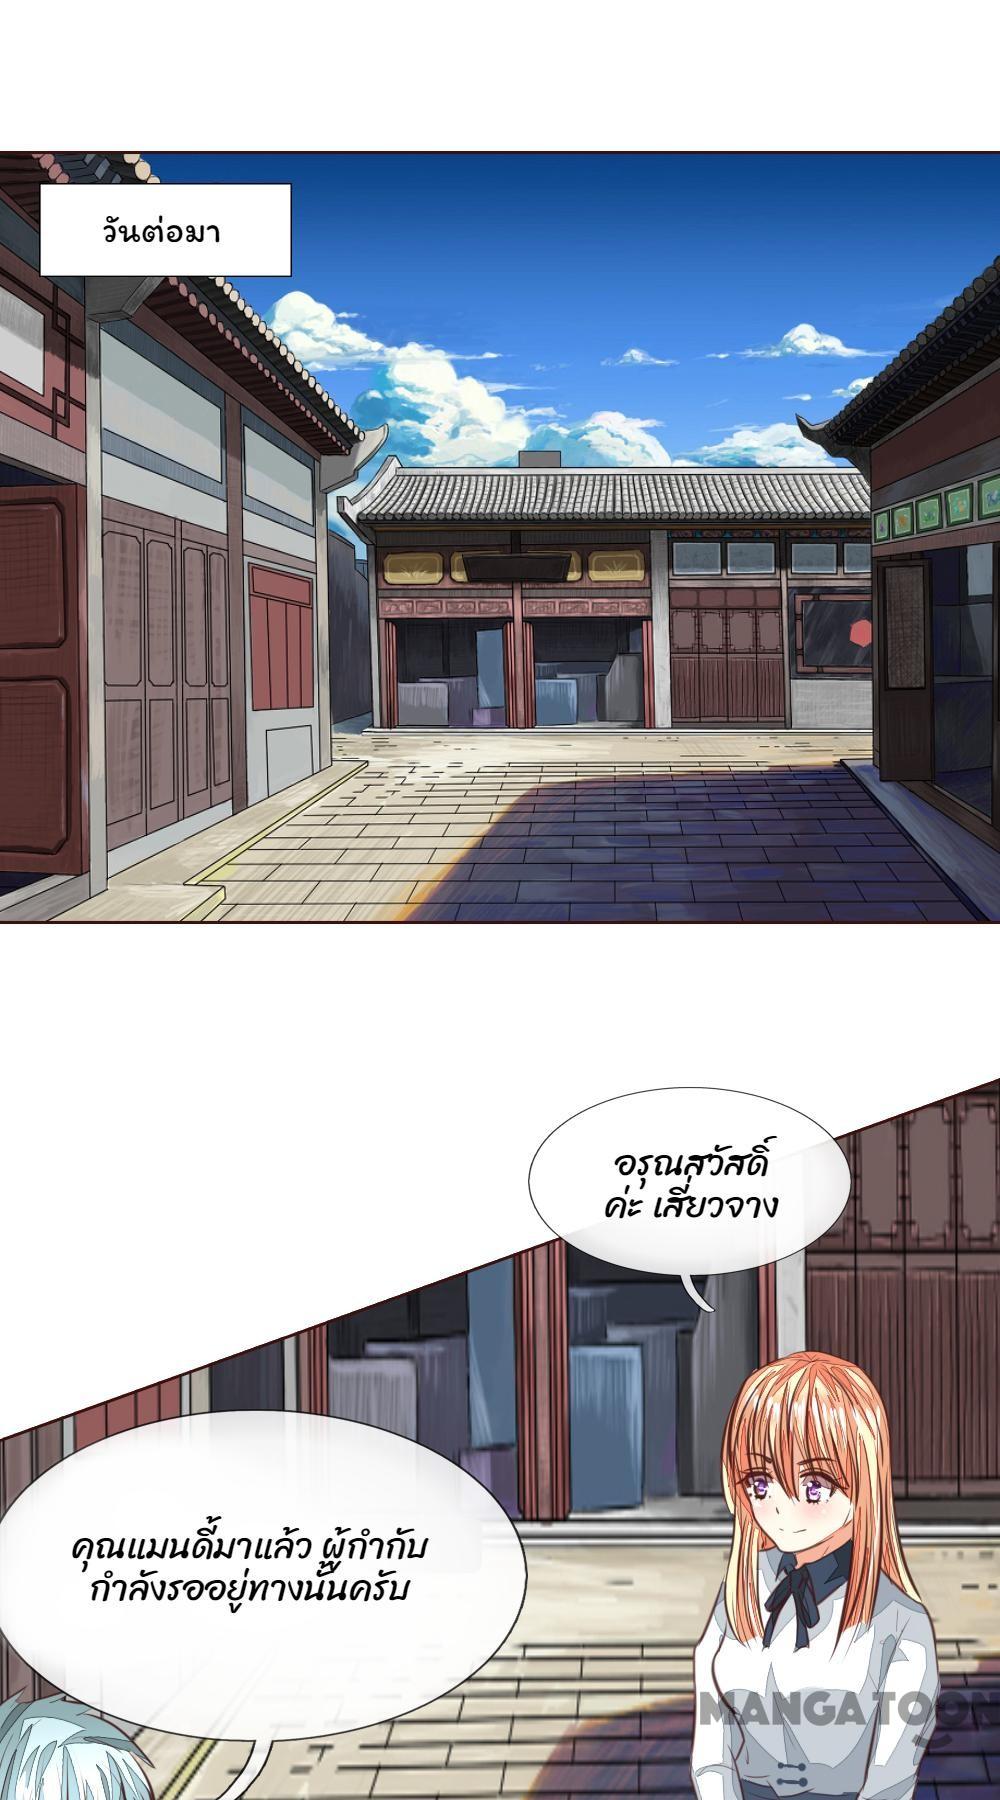 วันต่อมา
อรุณสวัสดิ์
ค่ะ เสี่ยวจาง
คุณแมนดี้มาแล้ว ผู้กำกับ
กำลังรออยู่ทางนั้นครับ
MANGA TOON